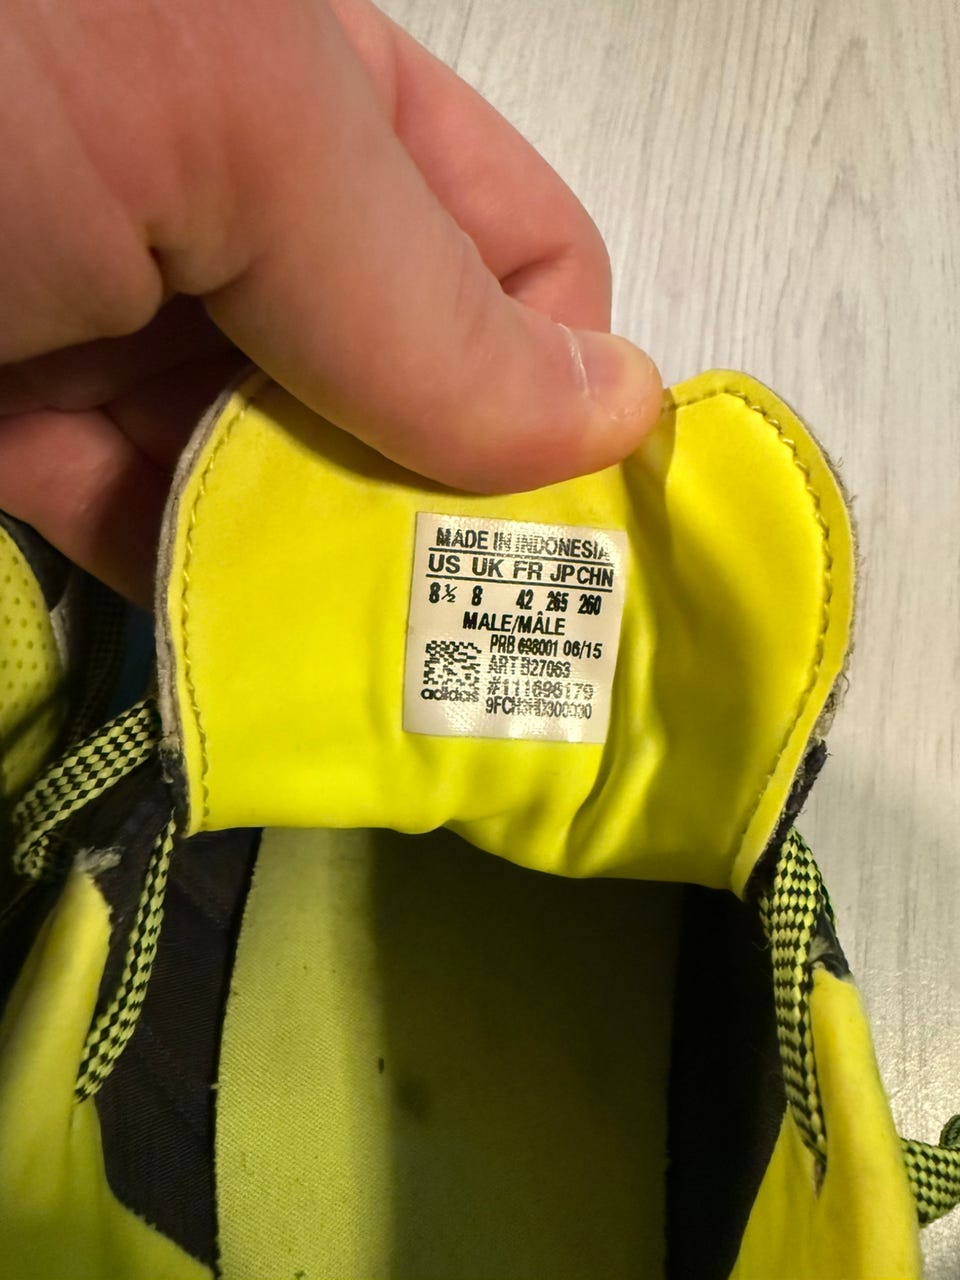 MADE IN INDONESIA
US UK FR JP CHN
8½ 8 42 265 260
MALE/MÂLE
PRB 698001 06/15
ART B27063
#111696179
adidas